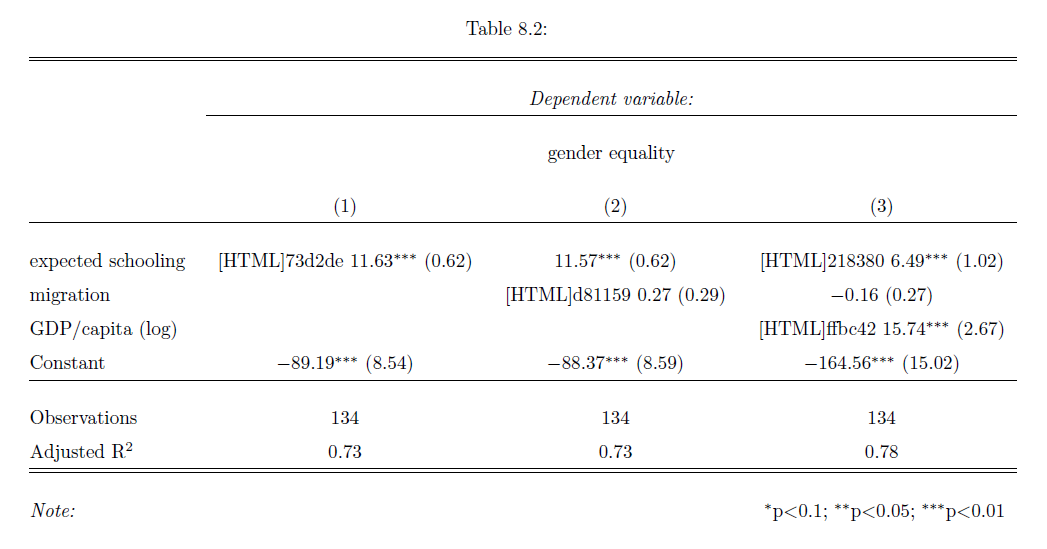 Table 8.2:
Dependent variable:
gender equality
(1) (2) (3)
expected schooling [HTML]73d2de 11.63*** (0.62) 11.57*** (0.62) [HTML]218380 6.49*** (1.02)
migration [HTML]d81159 0.27 (0.29) −0.16 (0.27)
GDP/capita (log) [HTML]ffbc42 15.74*** (2.67)
Constant −89.19*** (8.54) −88.37*** (8.59) −164.56*** (15.02)
Observations 134 134 134
Adjusted R² 0.73 0.73 0.78
Note: *p<0.1; **p<0.05; ***p<0.01